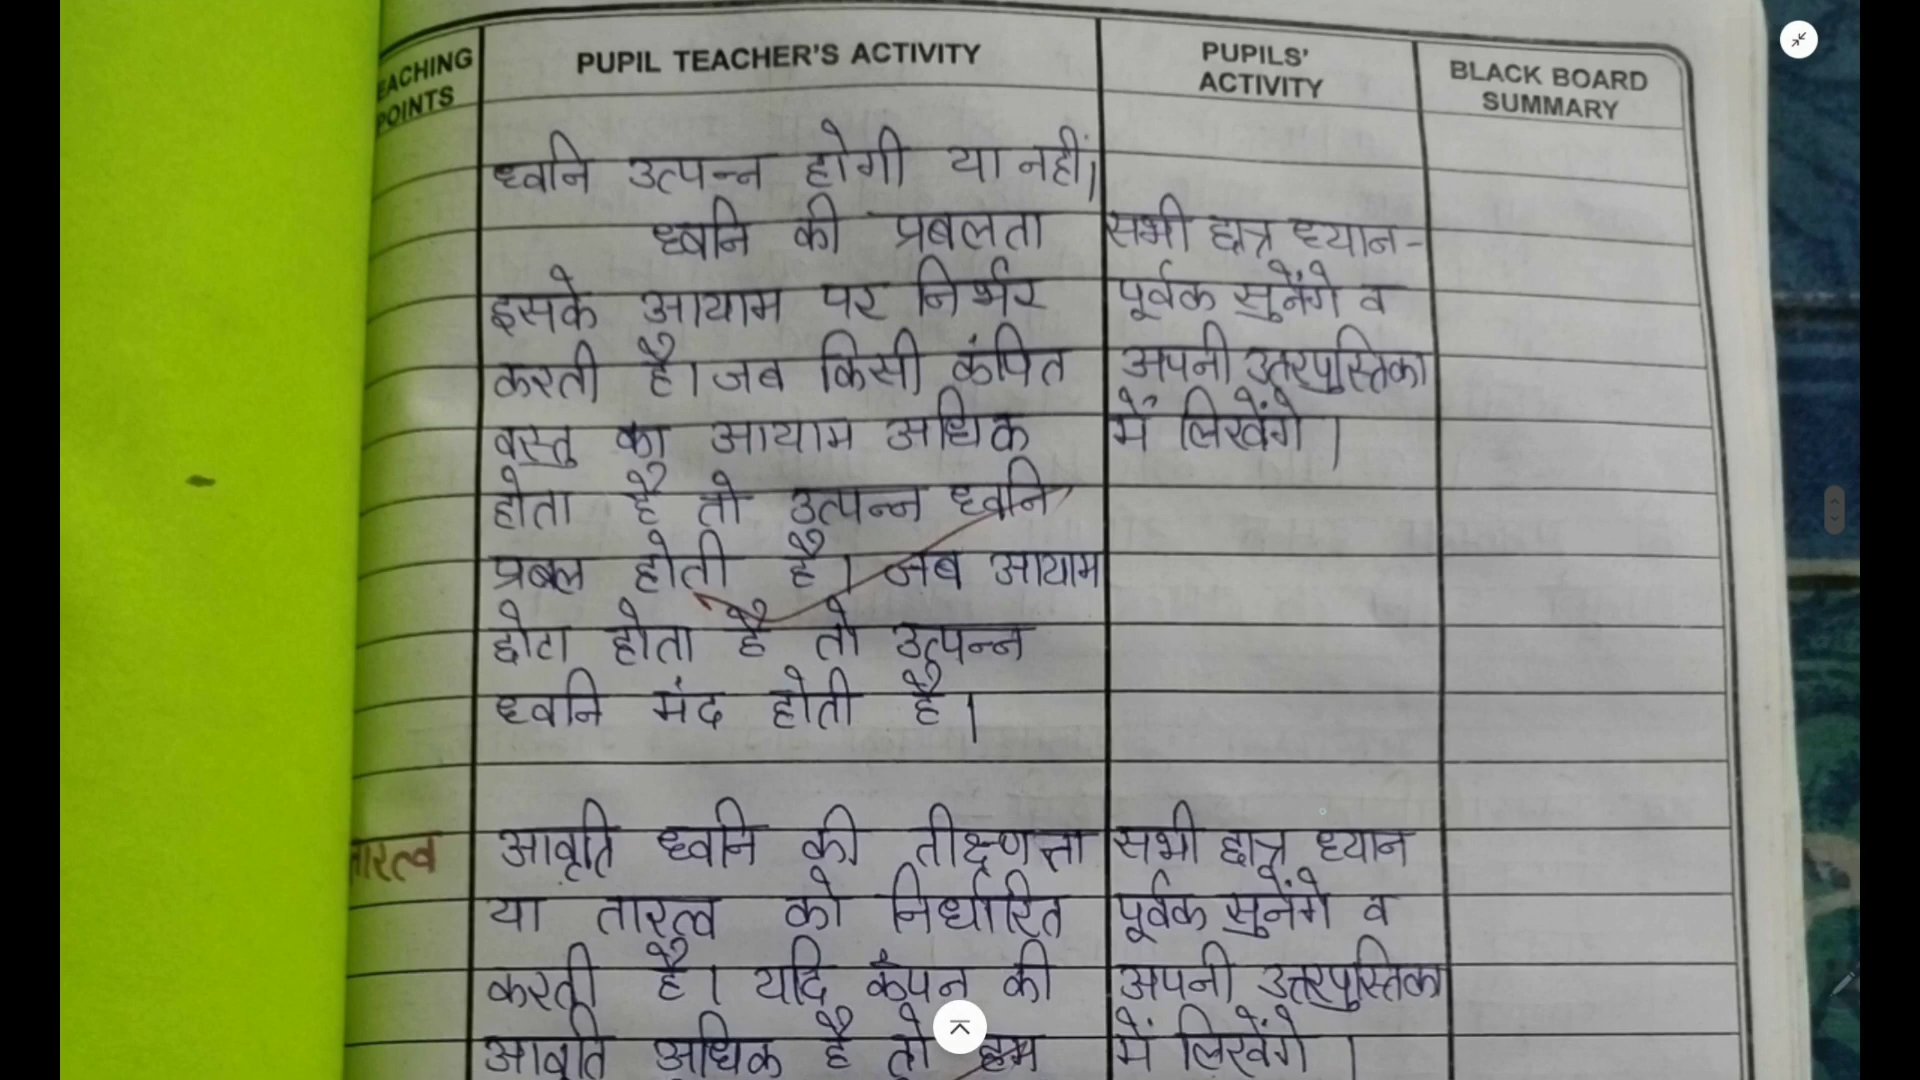 EACHING POINTS
PUPIL TEACHER'S ACTIVITY
PUPILS' ACTIVITY
BLACK BOARD SUMMARY
ध्वनि उत्पन्न होगी या नहीं।
ध्वनि की प्रबलता
इसके आयाम पर निर्भर
करती है। जब किसी कंपित
वस्तु का आयाम अधिक
होता है तो उत्पन्न ध्वनि
प्रबल होती है। जब आयाम
छोटा होता है तो उत्पन्न
ध्वनि मंद होती है।
सभी छात्र ध्यान-
पूर्वक सुनेंगे व
अपनी उत्तरपुस्तिका
में लिखेंगे।
तारत्व
आवृति ध्वनि की तीक्ष्णता
या तारत्व को निर्धारित
करती है। यदि कंपन की
आवृति अधिक है तो हम
सभी छात्र ध्यान
पूर्वक सुनेंगे व
अपनी उत्तरपुस्तिका
में लिखेंगे।